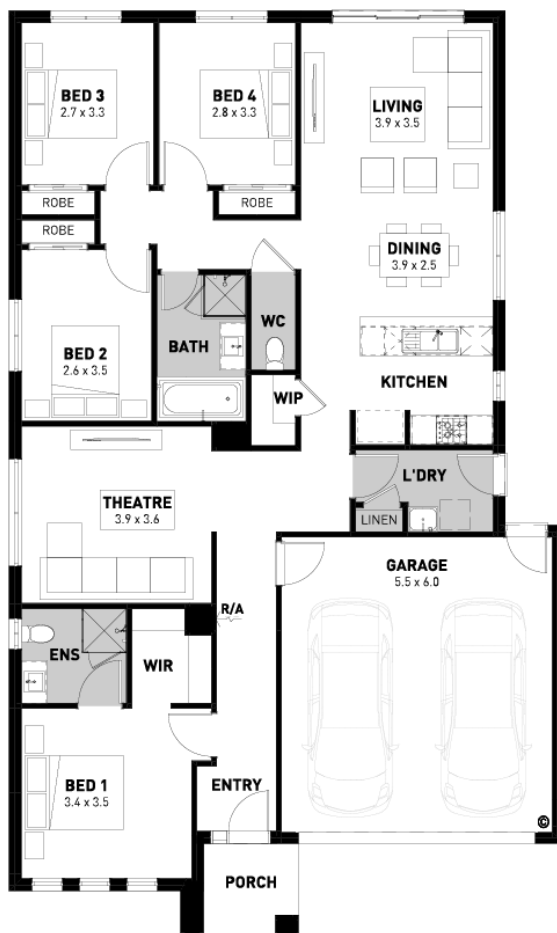 BED 3
2.7 x 3.3
BED 4
2.8 x 3.3
LIVING
3.9 x 3.5
ROBE
ROBE
ROBE
DINING
3.9 x 2.5
WC
BATH
BED 2
2.6 x 3.5
KITCHEN
WIP
L'DRY
THEATRE
3.9 x 3.6
LINEN
GARAGE
5.5 x 6.0
R/A
ENS
WIR
BED 1
3.4 x 3.5
ENTRY
©
PORCH